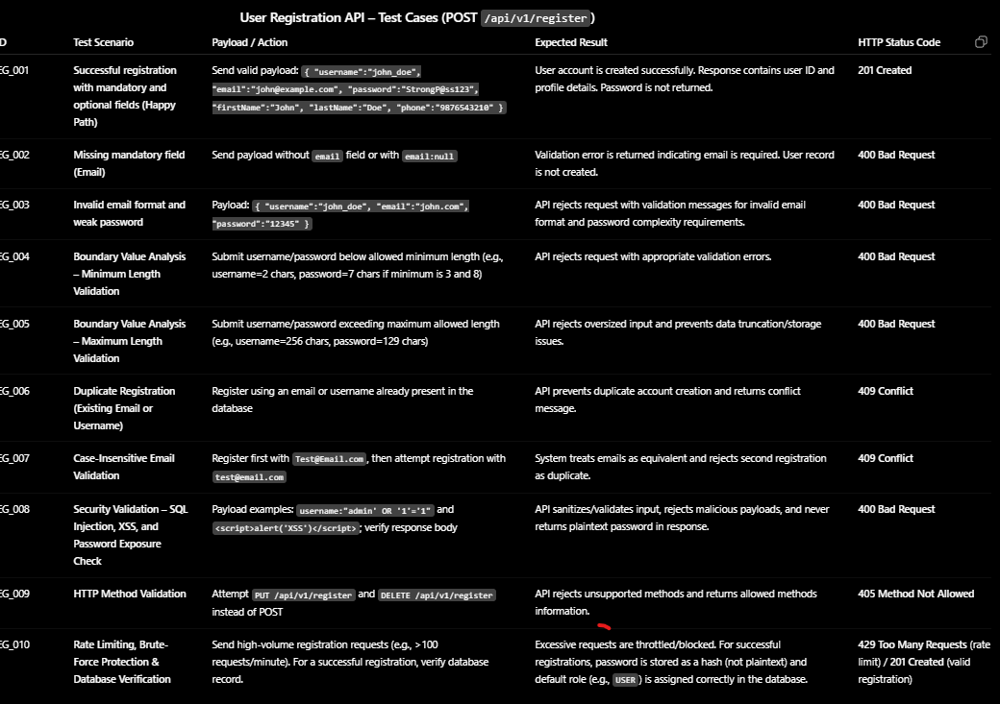 User Registration API – Test Cases (POST /api/v1/register)
D Test Scenario Payload / Action Expected Result HTTP Status Code
EG_001 Successful registration Send valid payload: { "username":"john_doe", User account is created successfully. Response contains user ID and 201 Created
with mandatory and "email":"john@example.com", "password":"StrongP@ss123", profile details. Password is not returned.
optional fields (Happy "firstName":"John", "lastName":"Doe", "phone":"9876543210" }
Path)
EG_002 Missing mandatory field Send payload without email field or with email:null Validation error is returned indicating email is required. User record 400 Bad Request
(Email) is not created.
EG_003 Invalid email format and Payload: { "username":"john_doe", "email":"john.com", API rejects request with validation messages for invalid email 400 Bad Request
weak password "password":"12345" } format and password complexity requirements.
EG_004 Boundary Value Analysis Submit username/password below allowed minimum length (e.g., API rejects request with appropriate validation errors. 400 Bad Request
– Minimum Length username=2 chars, password=7 chars if minimum is 3 and 8)
Validation
EG_005 Boundary Value Analysis Submit username/password exceeding maximum allowed length API rejects oversized input and prevents data truncation/storage 400 Bad Request
– Maximum Length (e.g., username=256 chars, password=129 chars) issues.
Validation
EG_006 Duplicate Registration Register using an email or username already present in the API prevents duplicate account creation and returns conflict 409 Conflict
(Existing Email or database message.
Username)
EG_007 Case-Insensitive Email Register first with Test@Email.com, then attempt registration with System treats emails as equivalent and rejects second registration 409 Conflict
Validation test@email.com as duplicate.
EG_008 Security Validation – SQL Payload examples: username:"admin' OR '1'='1" and API sanitizes/validates input, rejects malicious payloads, and never 400 Bad Request
Injection, XSS, and <script>alert('XSS')</script>; verify response body returns plaintext password in response.
Password Exposure
Check
EG_009 HTTP Method Validation Attempt PUT /api/v1/register and DELETE /api/v1/register API rejects unsupported methods and returns allowed methods 405 Method Not Allowed
instead of POST information.
EG_010 Rate Limiting, Brute- Send high-volume registration requests (e.g., >100 Excessive requests are throttled/blocked. For successful 429 Too Many Requests (rate
Force Protection & requests/minute). For a successful registration, verify database registrations, password is stored as a hash (not plaintext) and limit) / 201 Created (valid
Database Verification record. default role (e.g., USER) is assigned correctly in the database. registration)